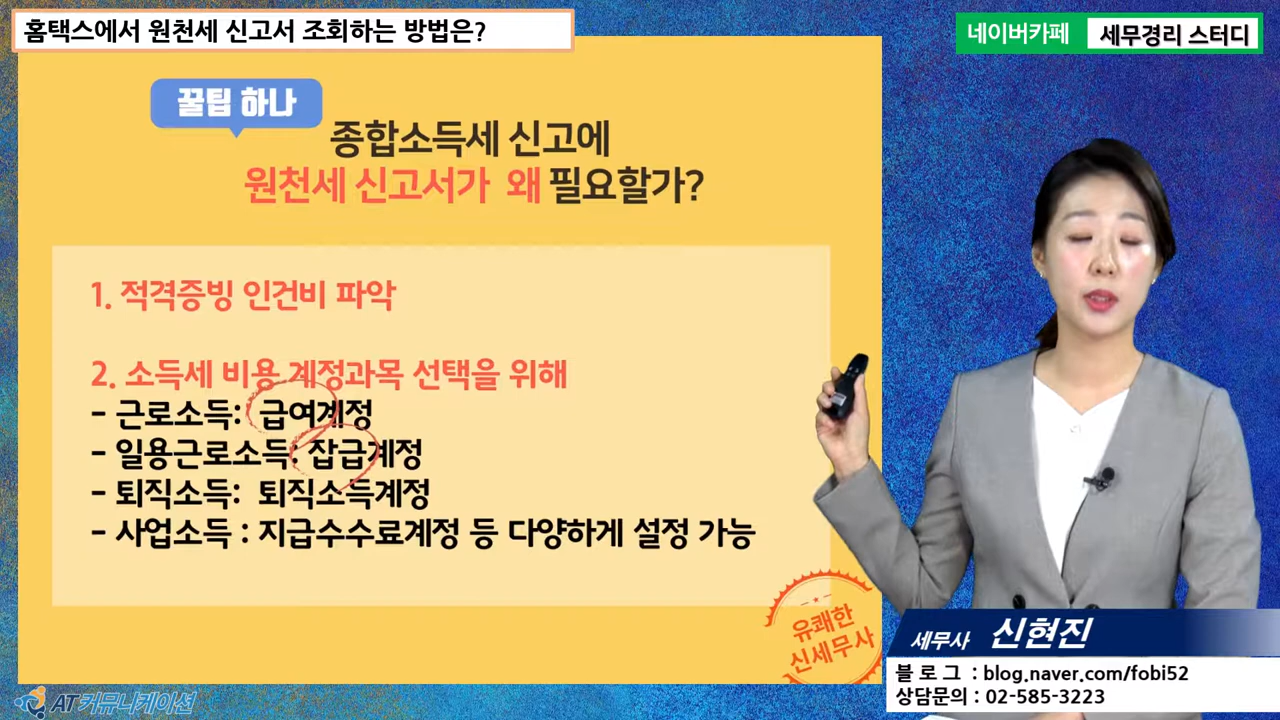 홈택스에서 원천세 신고서 조회하는 방법은?
네이버카페 세무경리 스터디
꿀팁 하나
종합소득세 신고에
원천세 신고서가 왜 필요할가?
1. 적격증빙 인건비 파악
2. 소득세 비용 계정과목 선택을 위해
- 근로소득: 급여계정
- 일용근로소득: 잡급계정
- 퇴직소득: 퇴직소득계정
- 사업소득 : 지급수수료계정 등 다양하게 설정 가능
유쾌한
신세무사
세무사 신현진
블 로 그 : blog.naver.com/fobi52
상담문의 : 02-585-3223
AT커뮤니케이션